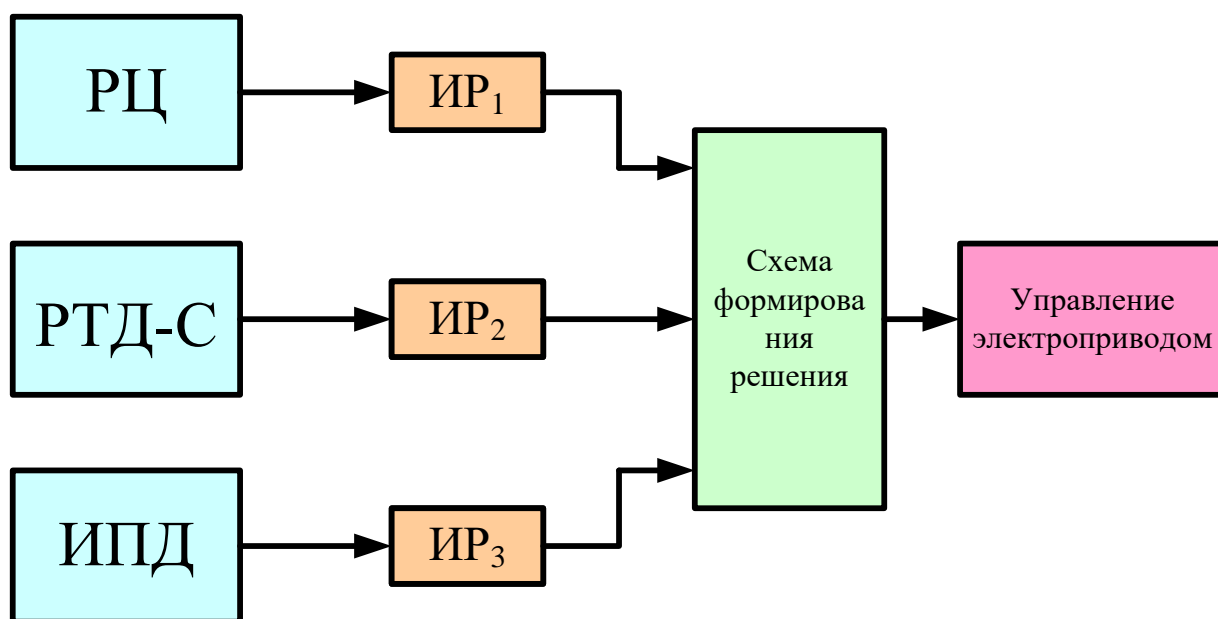 РЦ
ИР1
РТД-С
ИР2
ИПД
ИР3
Схема
формирова
ния
решения
Управление
электроприводом